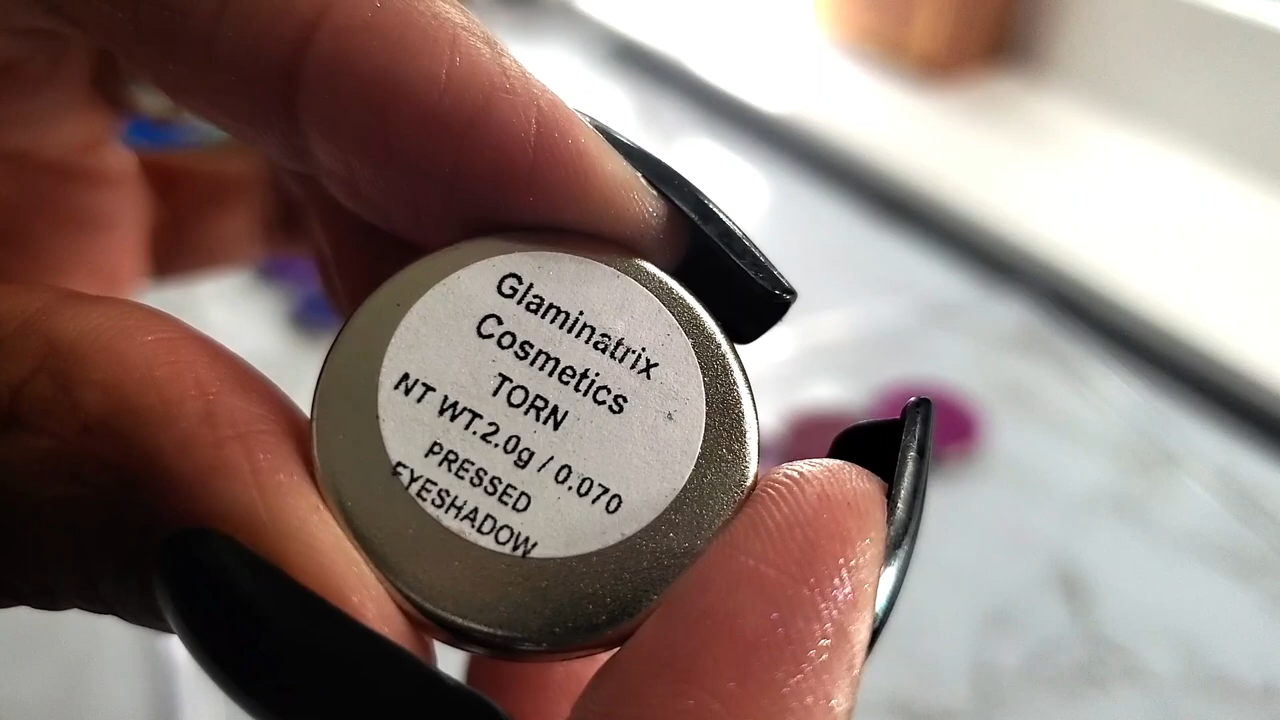 Glaminatrix
Cosmetics
TORN
NT WT.2.0g / 0.070
PRESSED
EYESHADOW